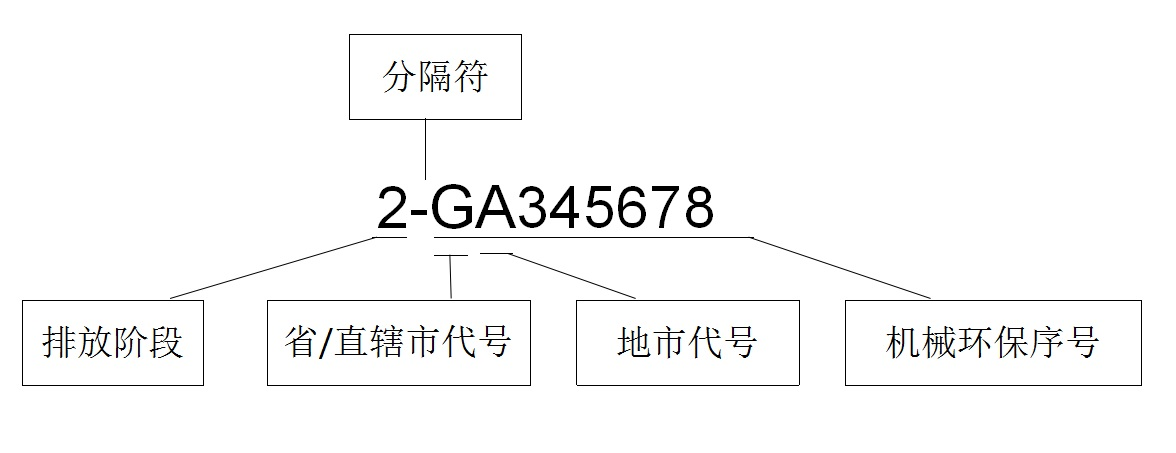 分隔符
2-GA345678
排放阶段
省/直辖市代号
地市代号
机械环保序号